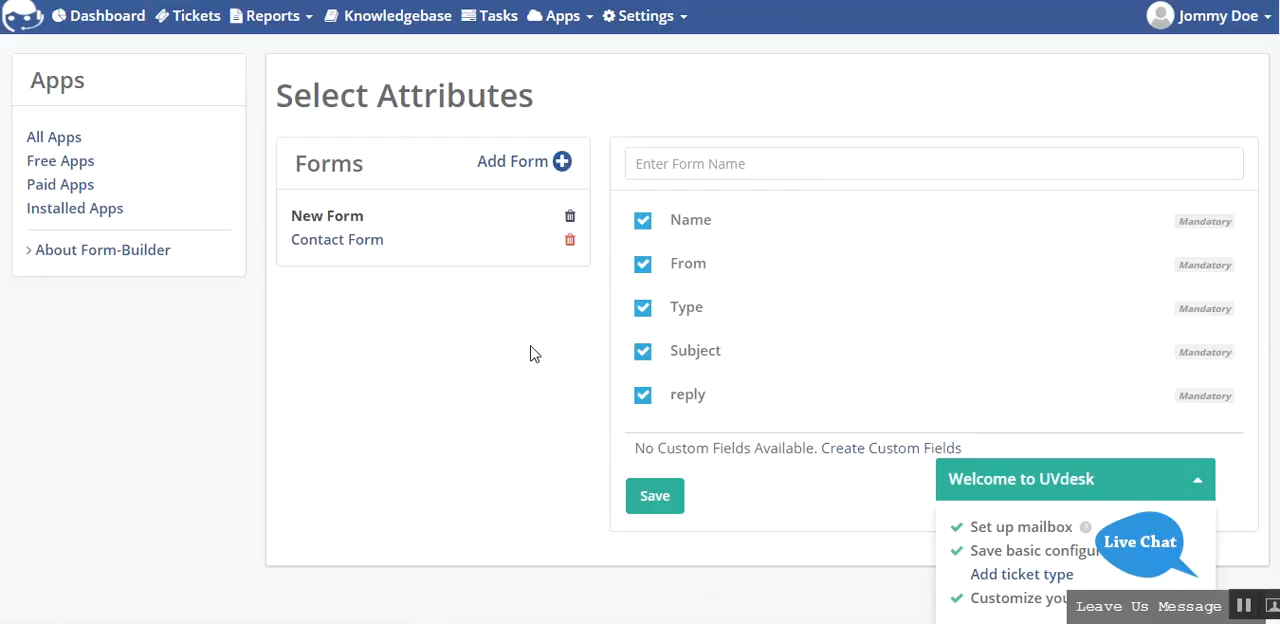 Dashboard Tickets Reports Knowledgebase Tasks Apps Settings Jommy Doe
Apps
All Apps
Free Apps
Paid Apps
Installed Apps
About Form-Builder
Select Attributes
Forms
Add Form
New Form
Contact Form
Enter Form Name
Name Mandatory
From Mandatory
Type Mandatory
Subject Mandatory
reply Mandatory
No Custom Fields Available. Create Custom Fields
Save
Welcome to UVdesk
Set up mailbox
Save basic
Add ticket type
Customize
Live Chat
Leave Us Message